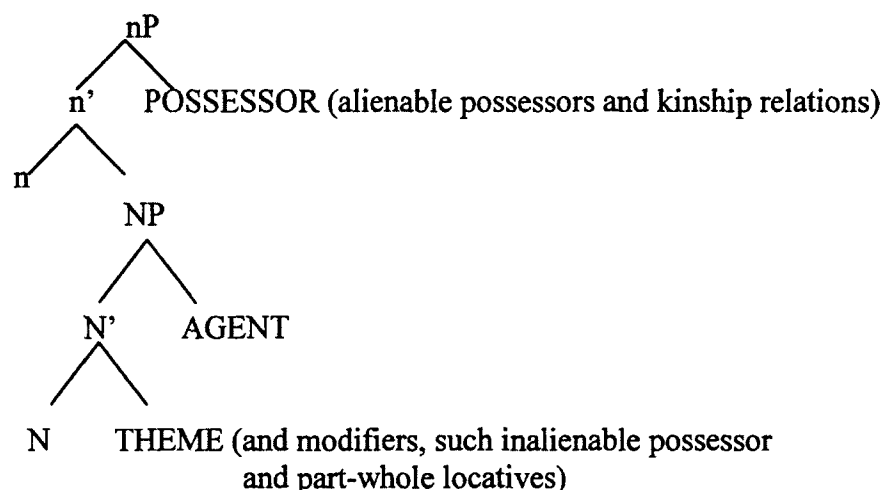 nP
n’ POSSESSOR (alienable possessors and kinship relations)
n
NP
N’ AGENT
N THEME (and modifiers, such inalienable possessor
and part-whole locatives)